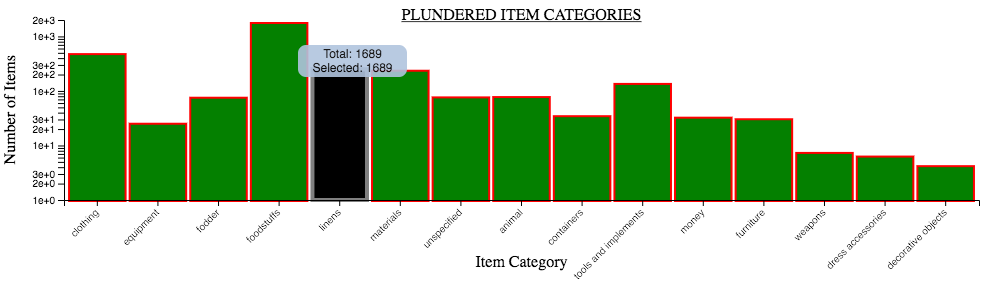 PLUNDERED ITEM CATEGORIES
Number of Items
2e+3
1e+3
3e+2
2e+2
1e+2
3e+1
2e+1
1e+1
3e+0
2e+0
1e+0
Total: 1689
Selected: 1689
clothing
equipment
fodder
foodstuffs
linens
materials
unspecified
animal
containers
tools and implements
money
furniture
weapons
dress accessories
decorative objects
Item Category